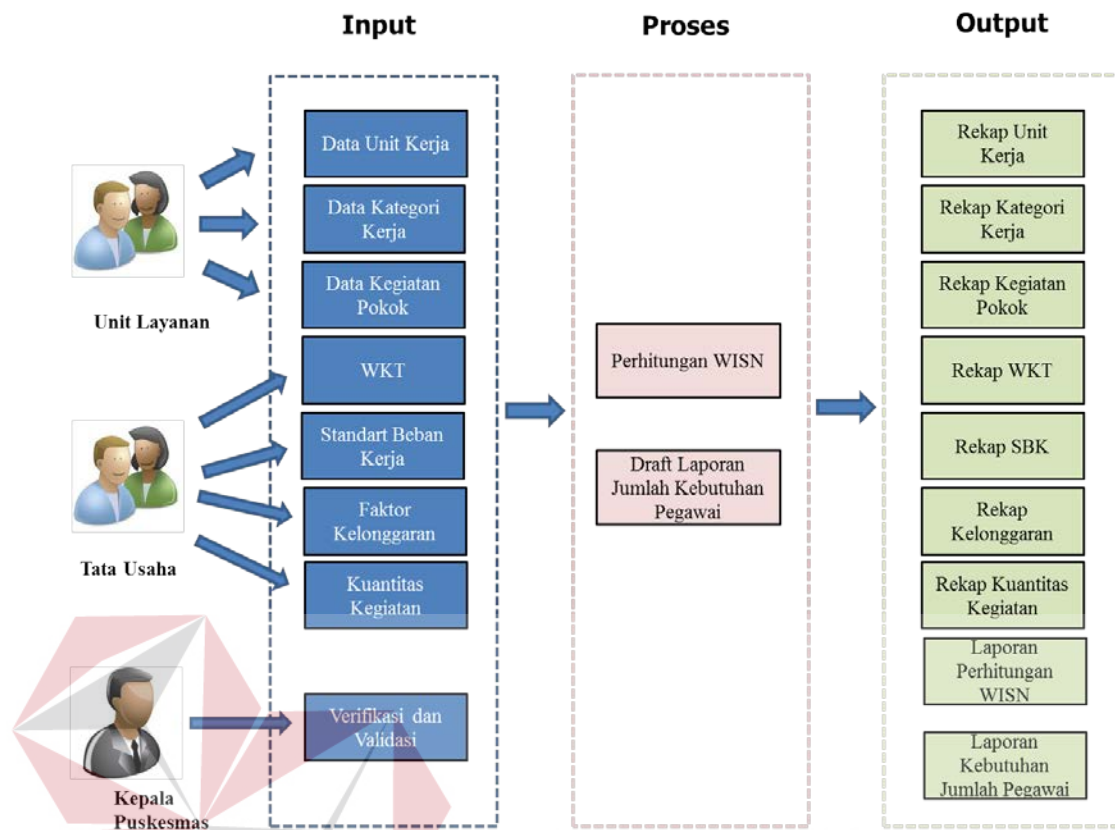 Input
Proses
Output
Data Unit Kerja
Data Kategori
Kerja
Data Kegiatan
Pokok
WKT
Standart Beban
Kerja
Faktor
Kelonggaran
Kuantitas
Kegiatan
Verifikasi dan
Validasi
Unit Layanan
Tata Usaha
Kepala
Puskesmas
Perhitungan WISN
Draft Laporan
Jumlah Kebutuhan
Pegawai
Rekap Unit
Kerja
Rekap Kategori
Kerja
Rekap Kegiatan
Pokok
Rekap WKT
Rekap SBK
Rekap
Kelonggaran
Rekap Kuantitas
Kegiatan
Laporan
Perhitungan
WISN
Laporan
Kebutuhan
Jumlah Pegawai